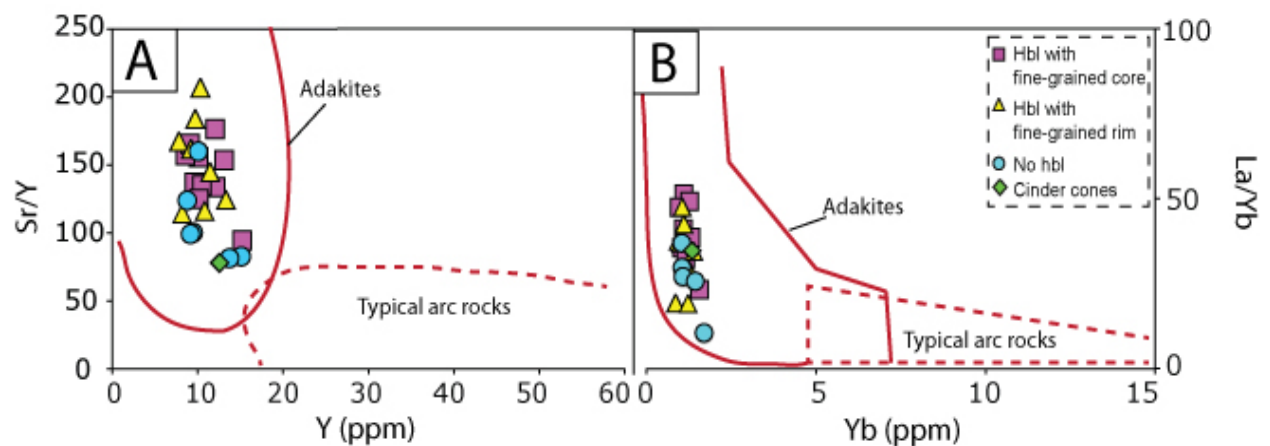 A
B
250
200
150
100
50
0
Sr/Y
0
10
20
30
40
50
60
Y (ppm)
Adakites
Typical arc rocks
Hbl with
fine-grained core
Hbl with
fine-grained rim
No hbl
Cinder cones
Adakites
Typical arc rocks
100
50
0
La/Yb
0
5
10
15
Yb (ppm)